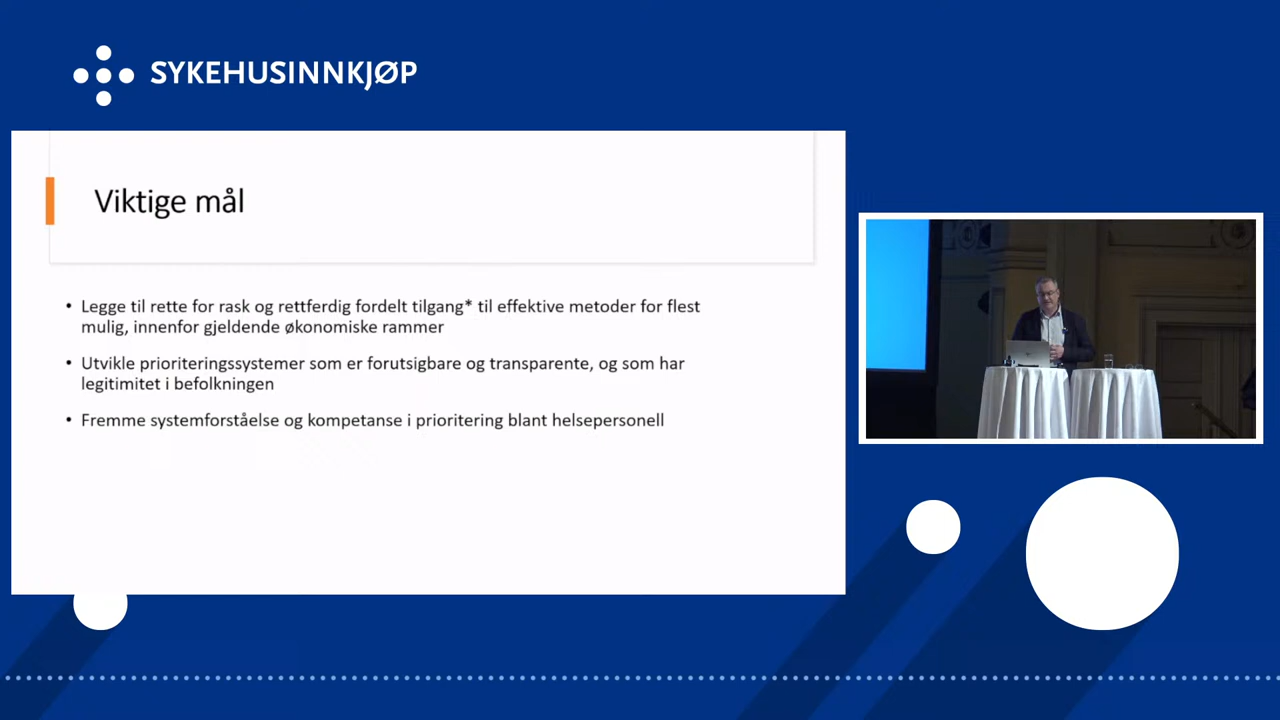 SYKEHUSINNKJØP
Viktige mål
• Legge til rette for rask og rettferdig fordelt tilgang* til effektive metoder for flest
mulig, innenfor gjeldende økonomiske rammer
• Utvikle prioriteringssystemer som er forutsigbare og transparente, og som har
legitimitet i befolkningen
• Fremme systemforståelse og kompetanse i prioritering blant helsepersonell